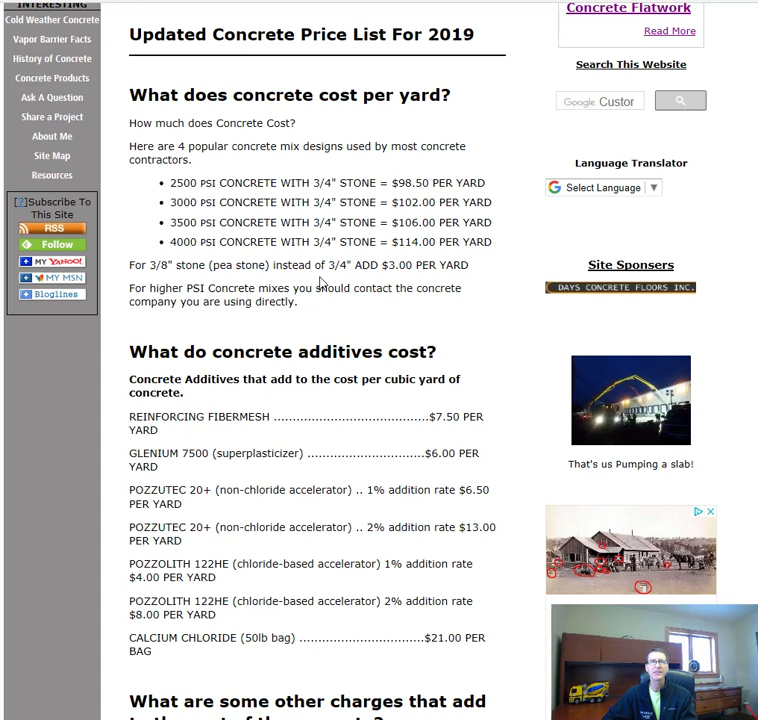 INTERESTING
Cold Weather Concrete
Vapor Barrier Facts
History of Concrete
Concrete Products
Ask A Question
Share a Project
About Me
Site Map
Resources
[?]Subscribe To
This Site
RSS
Follow
MY YAHOO!
MY MSN
Bloglines
Updated Concrete Price List For 2019
What does concrete cost per yard?
How much does Concrete Cost?
Here are 4 popular concrete mix designs used by most concrete
contractors.
• 2500 PSI CONCRETE WITH 3/4" STONE = $98.50 PER YARD
• 3000 PSI CONCRETE WITH 3/4" STONE = $102.00 PER YARD
• 3500 PSI CONCRETE WITH 3/4" STONE = $106.00 PER YARD
• 4000 PSI CONCRETE WITH 3/4" STONE = $114.00 PER YARD
For 3/8" stone (pea stone) instead of 3/4" ADD $3.00 PER YARD
For higher PSI Concrete mixes you should contact the concrete
company you are using directly.
What do concrete additives cost?
Concrete Additives that add to the cost per cubic yard of
concrete.
REINFORCING FIBERMESH ........................................$7.50 PER
YARD
GLENIUM 7500 (superplasticizer) ..............................$6.00 PER
YARD
POZZUTEC 20+ (non-chloride accelerator) .. 1% addition rate $6.50
PER YARD
POZZUTEC 20+ (non-chloride accelerator) .. 2% addition rate $13.00
PER YARD
POZZOLITH 122HE (chloride-based accelerator) 1% addition rate
$4.00 PER YARD
POZZOLITH 122HE (chloride-based accelerator) 2% addition rate
$8.00 PER YARD
CALCIUM CHLORIDE (50lb bag) ................................$21.00 PER
BAG
What are some other charges that add
to the cost of the concrete?
Concrete Flatwork
Read More
Search This Website
Google Custor
Language Translator
G Select Language ▼
Site Sponsors
DAYS CONCRETE FLOORS INC.
That's us Pumping a slab!